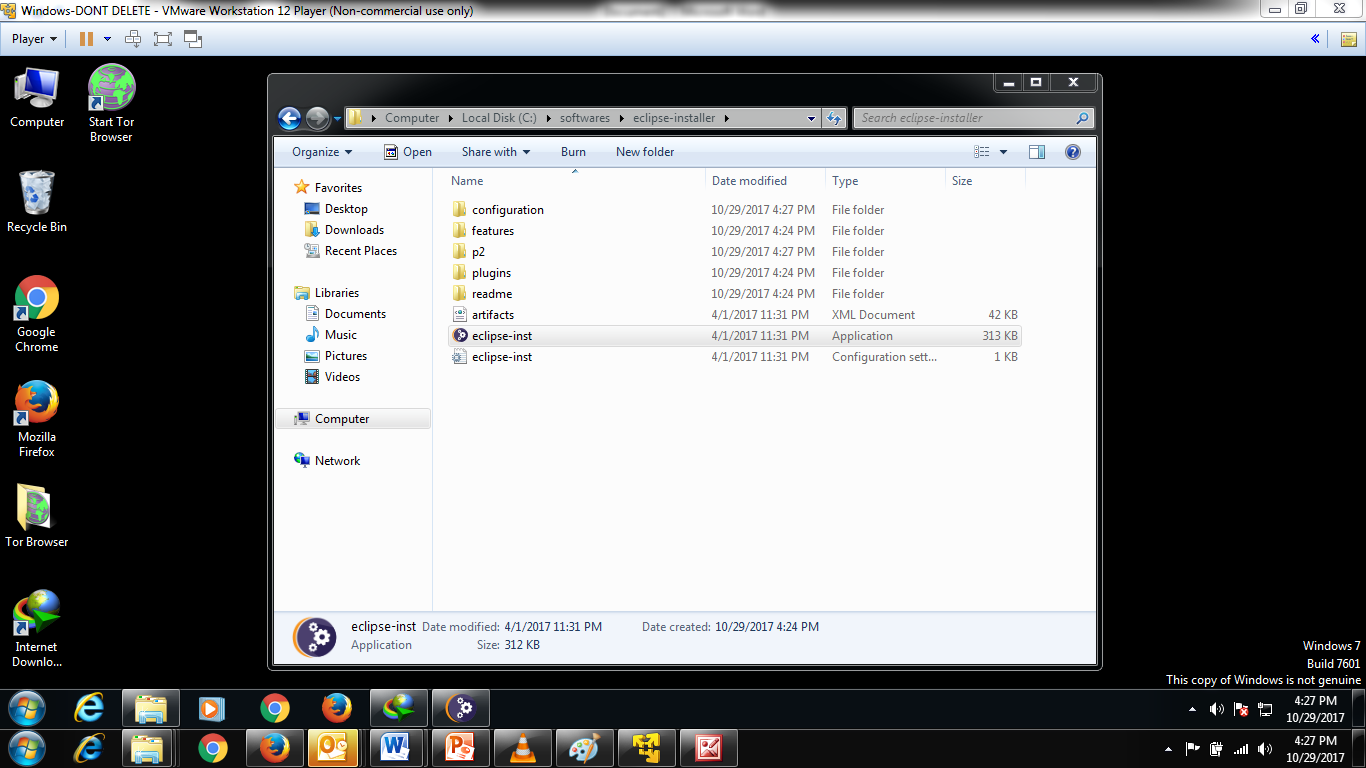 Windows-DONT DELETE - VMware Workstation 12 Player (Non-commercial use only)
Player
Computer
Start Tor
Browser
Recycle Bin
Google
Chrome
Mozilla
Firefox
Tor Browser
Internet
Downlo...
Computer Local Disk (C:) softwares eclipse-installer
Search eclipse-installer
Organize Open Share with Burn New folder
Favorites
Desktop
Downloads
Recent Places
Libraries
Documents
Music
Pictures
Videos
Computer
Network
Name Date modified Type Size
configuration 10/29/2017 4:27 PM File folder
features 10/29/2017 4:24 PM File folder
p2 10/29/2017 4:27 PM File folder
plugins 10/29/2017 4:24 PM File folder
readme 10/29/2017 4:24 PM File folder
artifacts 4/1/2017 11:31 PM XML Document 42 KB
eclipse-inst 4/1/2017 11:31 PM Application 313 KB
eclipse-inst 4/1/2017 11:31 PM Configuration sett... 1 KB
eclipse-inst Date modified: 4/1/2017 11:31 PM Date created: 10/29/2017 4:24 PM
Application Size: 312 KB
Windows 7
Build 7601
This copy of Windows is not genuine
4:27 PM
10/29/2017
4:27 PM
10/29/2017